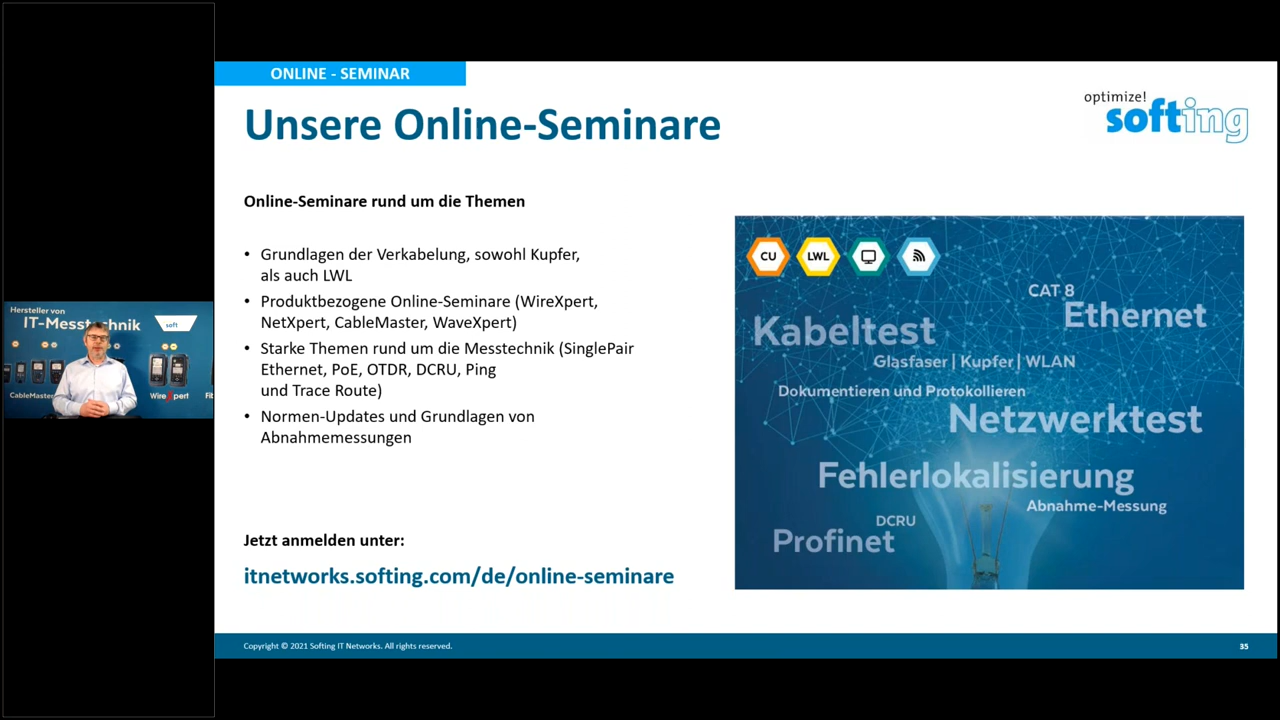 ONLINE - SEMINAR
Unsere Online-Seminare
optimize!
softing
Online-Seminare rund um die Themen
• Grundlagen der Verkabelung, sowohl Kupfer,
als auch LWL
• Produktbezogene Online-Seminare (WireXpert,
NetXpert, CableMaster, WaveXpert)
• Starke Themen rund um die Messtechnik (SinglePair
Ethernet, PoE, OTDR, DCRU, Ping
und Trace Route)
• Normen-Updates und Grundlagen von
Abnahmemessungen
Jetzt anmelden unter:
itnetworks.softing.com/de/online-seminare
CU LWL
CAT 8
Ethernet
Kabeltest
Glasfaser | Kupfer | WLAN
Dokumentieren und Protokollieren
Netzwerktest
Fehlerlokalisierung
Abnahme-Messung
DCRU
Profinet
Hersteller von
IT-Messtechnik
soft
CableMaster
WireXpert
Fib
Copyright © 2021 Softing IT Networks. All rights reserved.
35